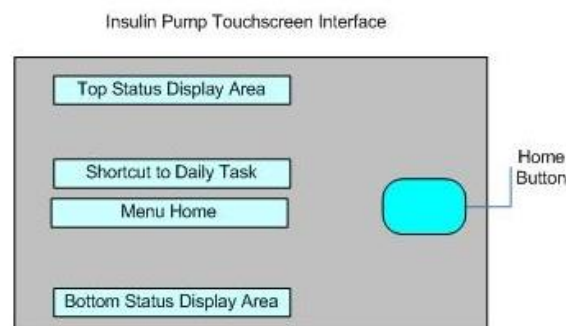 Insulin Pump Touchscreen Interface
Top Status Display Area
Shortcut to Daily Task
Menu Home
Home
Button
Bottom Status Display Area